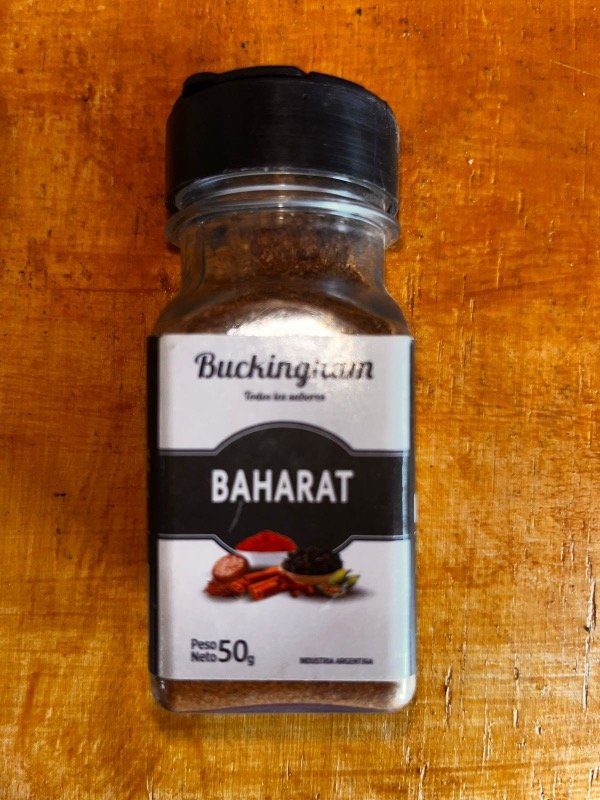 Buckingham
Todos los sabores
BAHARAT
Peso
Neto 50g
INDUSTRIA ARGENTINA